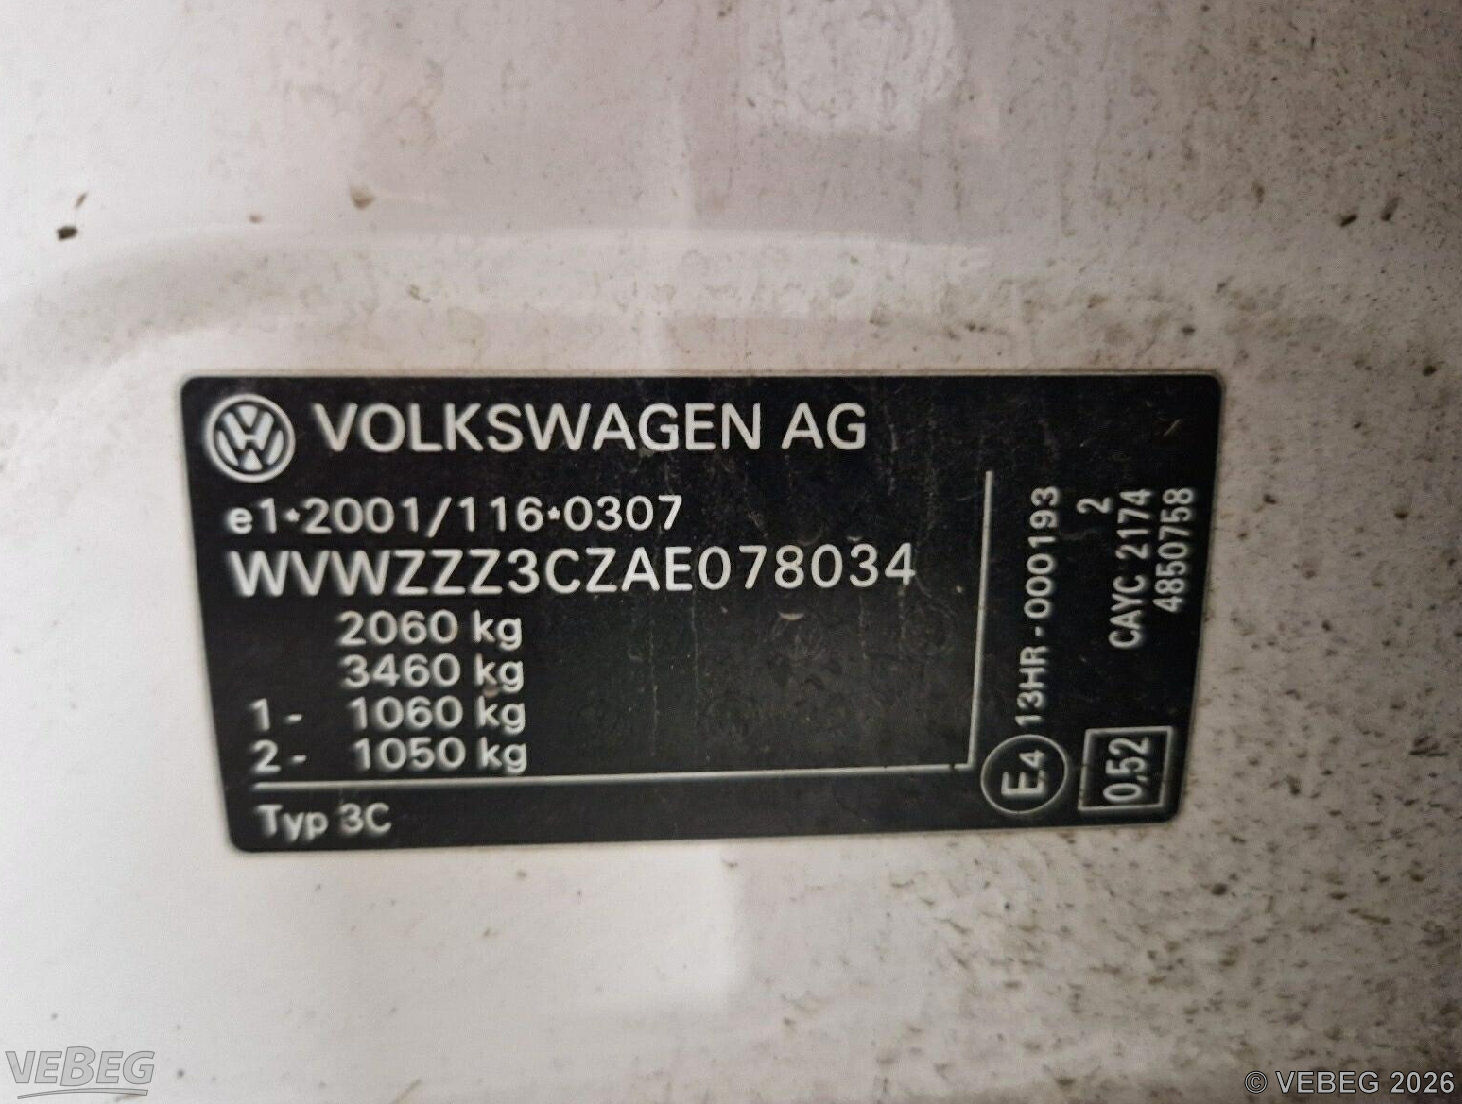 VOLKSWAGEN AG
e1*2001/116*0307
WVWZZZ3CZAE078034
2060 kg
3460 kg
1- 1060 kg
2- 1050 kg
Typ 3C
E4 13HR-000193
2
CAYC 2174
4850758
0,52
VEBEG
© VEBEG 2026